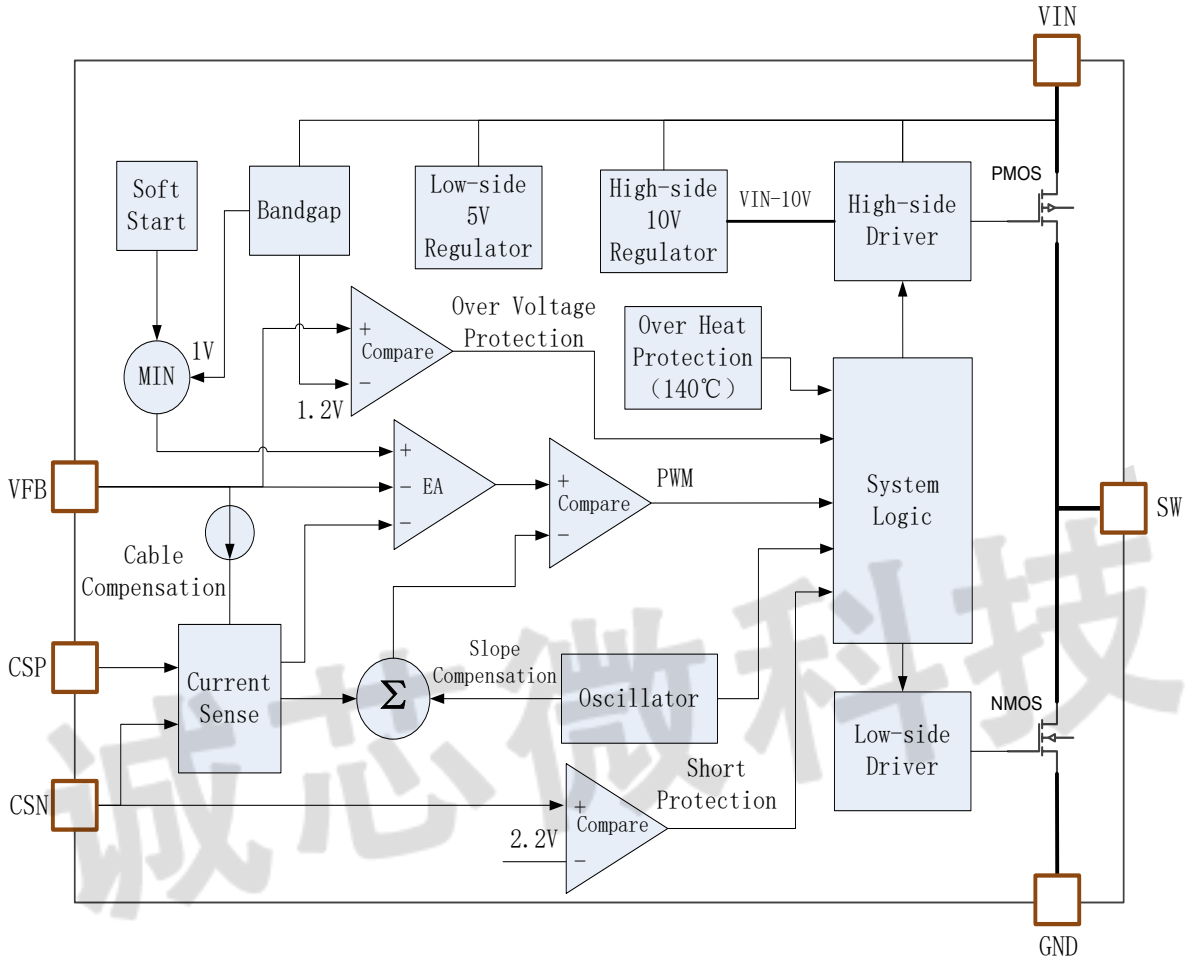 VIN
PMOS
Soft
Start
Bandgap
Low-side
5V
Regulator
High-side
10V
Regulator
VIN-10V
High-side
Driver
Over Voltage
Protection
Over Heat
Protection
（140℃）
+
Compare
−
1V
MIN
1.2V
VFB
+
− EA
−
+
Compare
−
PWM
System
Logic
SW
Cable
Compensation
CSP
Current
Sense
Σ
Slope
Compensation
Oscillator
NMOS
Low-side
Driver
CSN
Short
Protection
+
Compare
−
2.2V
GND
诚芯微科技